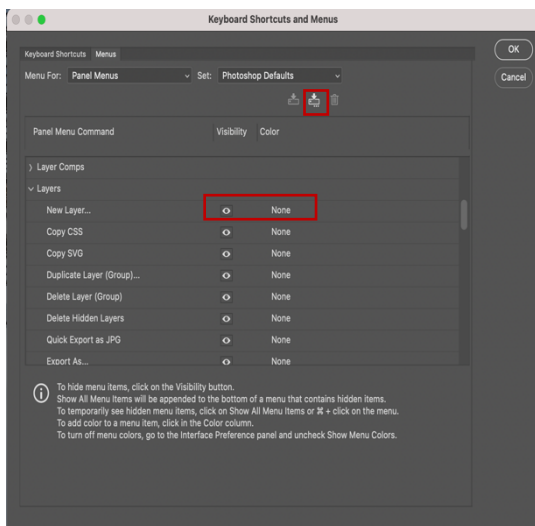 Keyboard Shortcuts and Menus
Keyboard Shortcuts Menus
OK
Menu For: Panel Menus Set: Photoshop Defaults
Cancel
Panel Menu Command Visibility Color
Layer Comps
Layers
New Layer... None
Copy CSS None
Copy SVG None
Duplicate Layer (Group)... None
Delete Layer (Group) None
Delete Hidden Layers None
Quick Export as JPG None
Export As... None
To hide menu items, click on the Visibility button.
Show All Menu Items will be appended to the bottom of a menu that contains hidden items.
To temporarily see hidden menu items, click on Show All Menu Items or ⌘ + click on the menu.
To add color to a menu item, click in the Color column.
To turn off menu colors, go to the Interface Preference panel and uncheck Show Menu Colors.